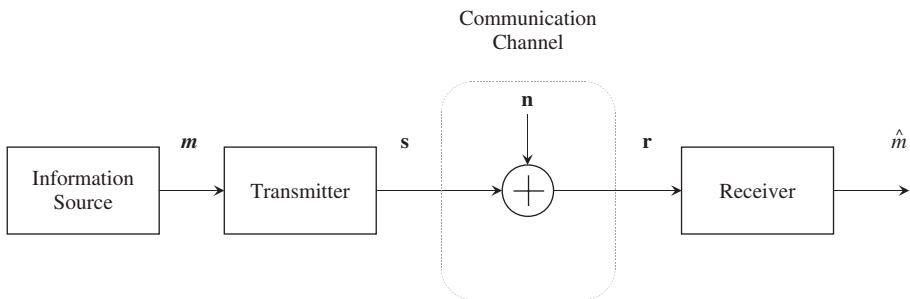 Communication
Channel
n
m
s
r
m̂
Information
Source
Transmitter
+
Receiver